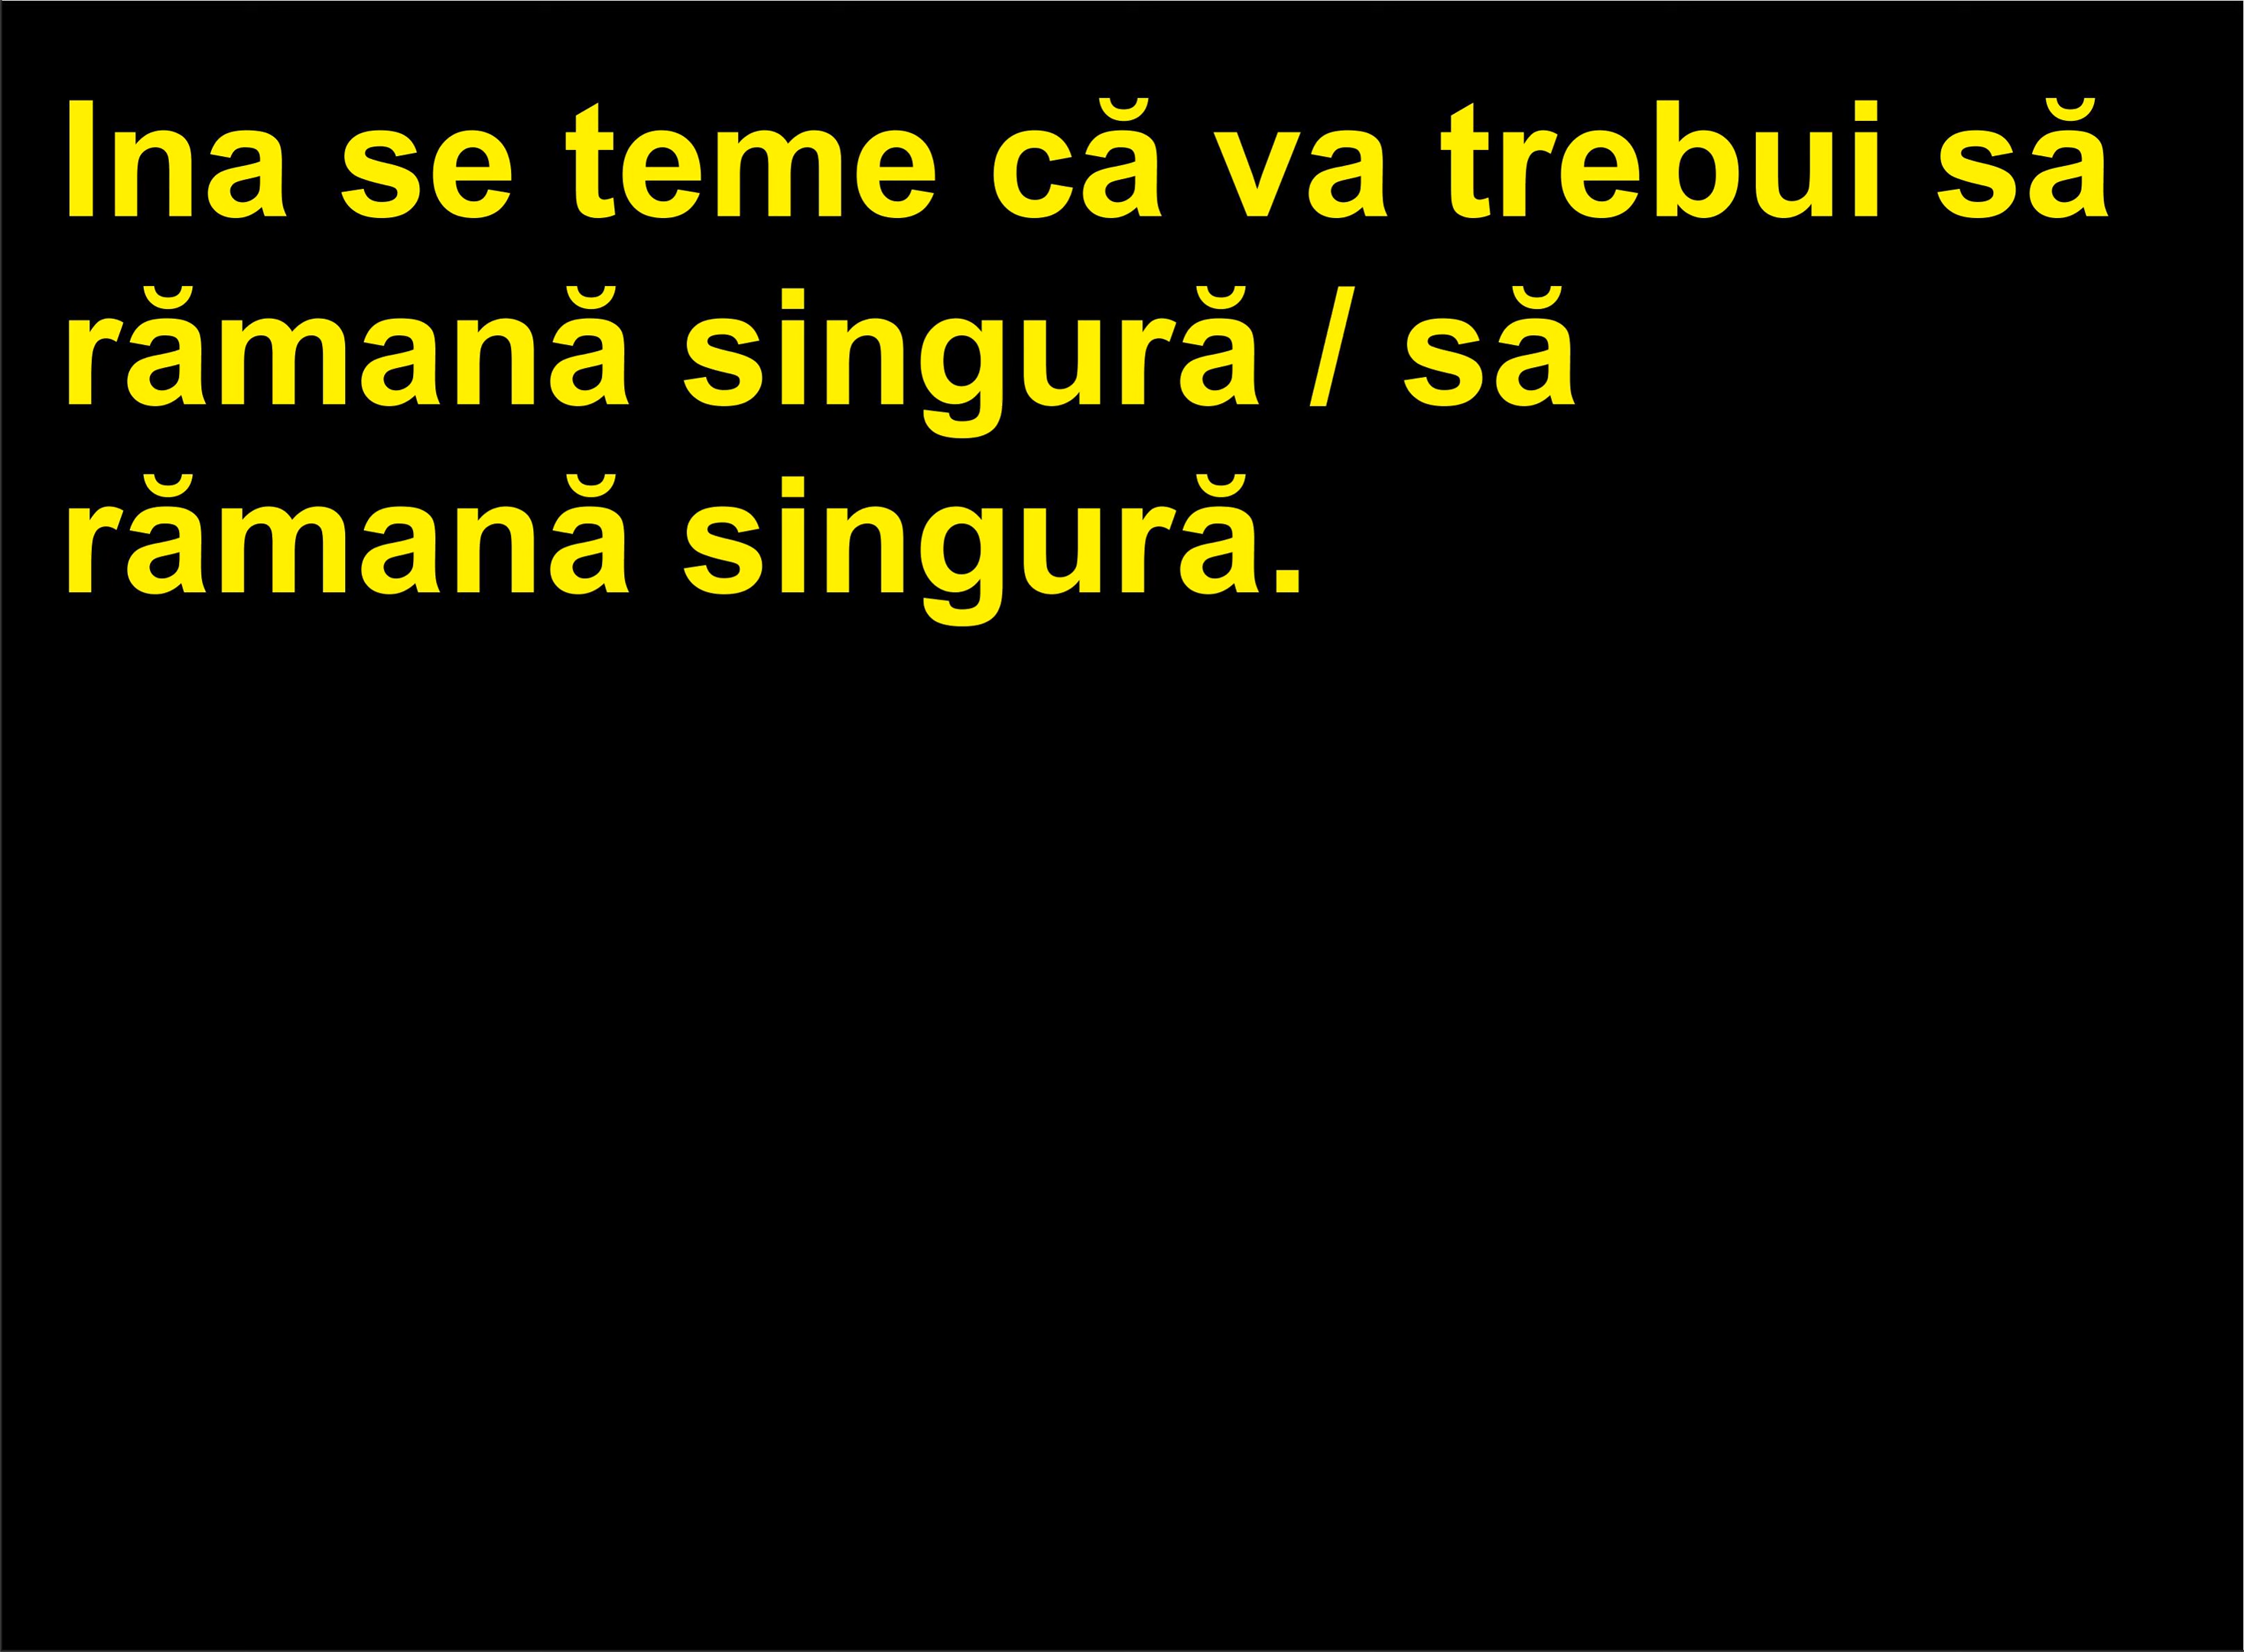 Ina se teme că va trebui să
rămană singură / să
rămană singură.